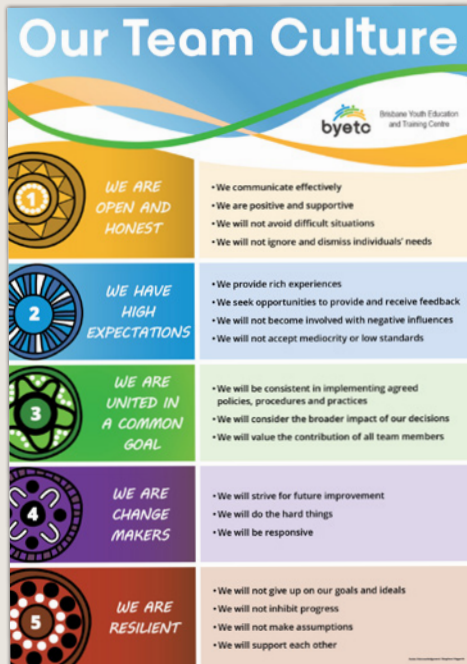 Our Team Culture
byetc
Brisbane Youth Education
and Training Centre
1
WE ARE
OPEN AND
HONEST
• We communicate effectively
• We are positive and supportive
• We will not avoid difficult situations
• We will not ignore and dismiss individuals' needs
2
WE HAVE
HIGH
EXPECTATIONS
• We provide rich experiences
• We seek opportunities to provide and receive feedback
• We will not become involved with negative influences
• We will not accept mediocrity or low standards
3
WE ARE
UNITED IN
A COMMON
GOAL
• We will be consistent in implementing agreed
policies, procedures and practices
• We will consider the broader impact of our decisions
• We will value the contribution of all team members
4
WE ARE
CHANGE
MAKERS
• We will strive for future improvement
• We will do the hard things
• We will be responsive
5
WE ARE
RESILIENT
• We will not give up on our goals and ideals
• We will not inhibit progress
• We will not make assumptions
• We will support each other